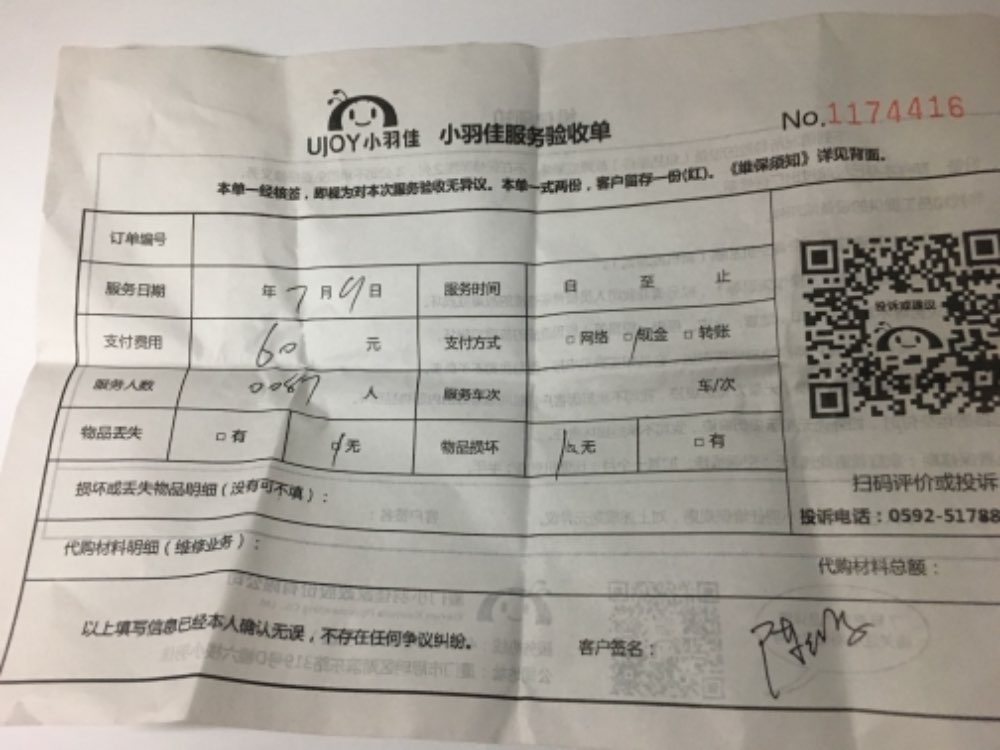 UJOY小羽佳 小羽佳服务验收单 No.1174416
本单一经核签，即视为对本次服务验收无异议。本单一式两份，客户留存一份(红)。《维保须知》详见背面。
订单编号
服务日期 年 7 月 9 日 服务时间 自 至 止
支付费用 60 元 支付方式 □网络 □现金 □转账
投诉或建议
服务人数 0087 人 服务车次 车/次
物品丢失 □有 □无 物品损坏 □无 □有
损坏或丢失物品明细（没有可不填）：
扫码评价或投诉
投诉电话：0592-51788
代购材料明细（维修业务）：
代购材料总额：
以上填写信息已经本人确认无误，不存在任何争议纠纷。 客户签名：